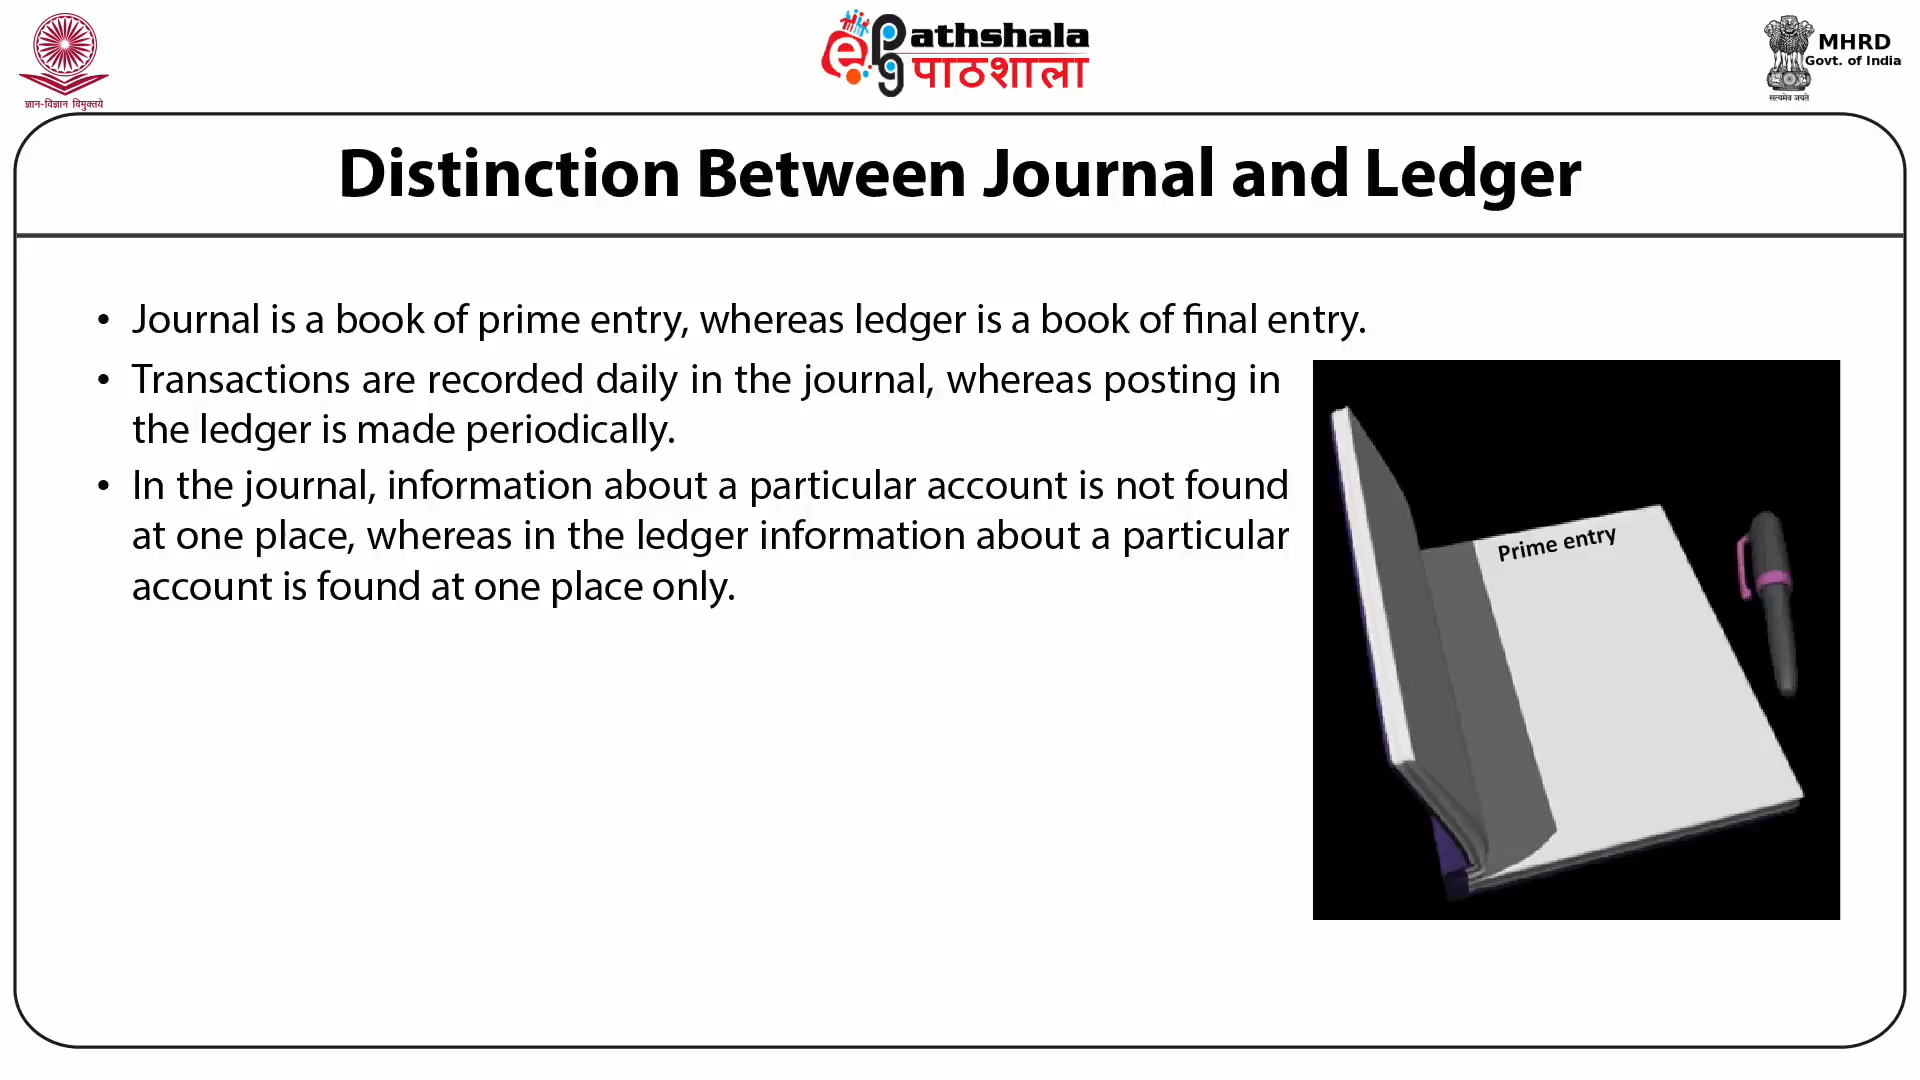 ज्ञान-विज्ञान विमुक्तये
athshala
पाठशाला
MHRD
Govt. of India
सत्यमेव जयते
Distinction Between Journal and Ledger
• Journal is a book of prime entry, whereas ledger is a book of final entry.
• Transactions are recorded daily in the journal, whereas posting in
the ledger is made periodically.
• In the journal, information about a particular account is not found
at one place, whereas in the ledger information about a particular
account is found at one place only.
Prime entry